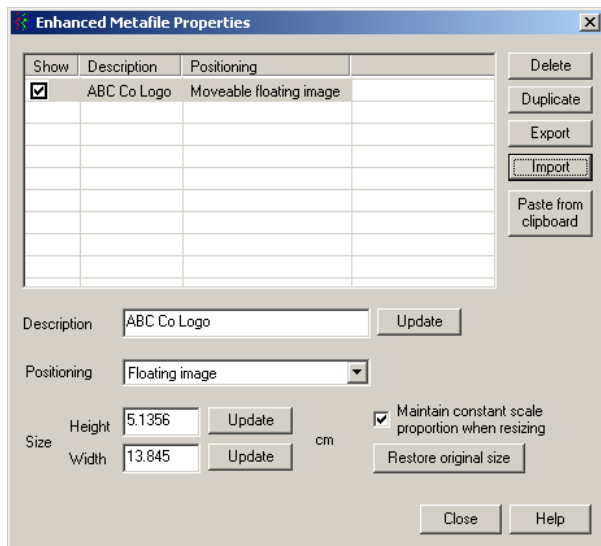 Enhanced Metafile Properties
Show Description Positioning
ABC Co Logo Moveable floating image
Delete
Duplicate
Export
Import
Paste from
clipboard
Description ABC Co Logo Update
Positioning Floating image
Size Height 5.1356 Update cm
Width 13.845 Update
Maintain constant scale
proportion when resizing
Restore original size
Close Help